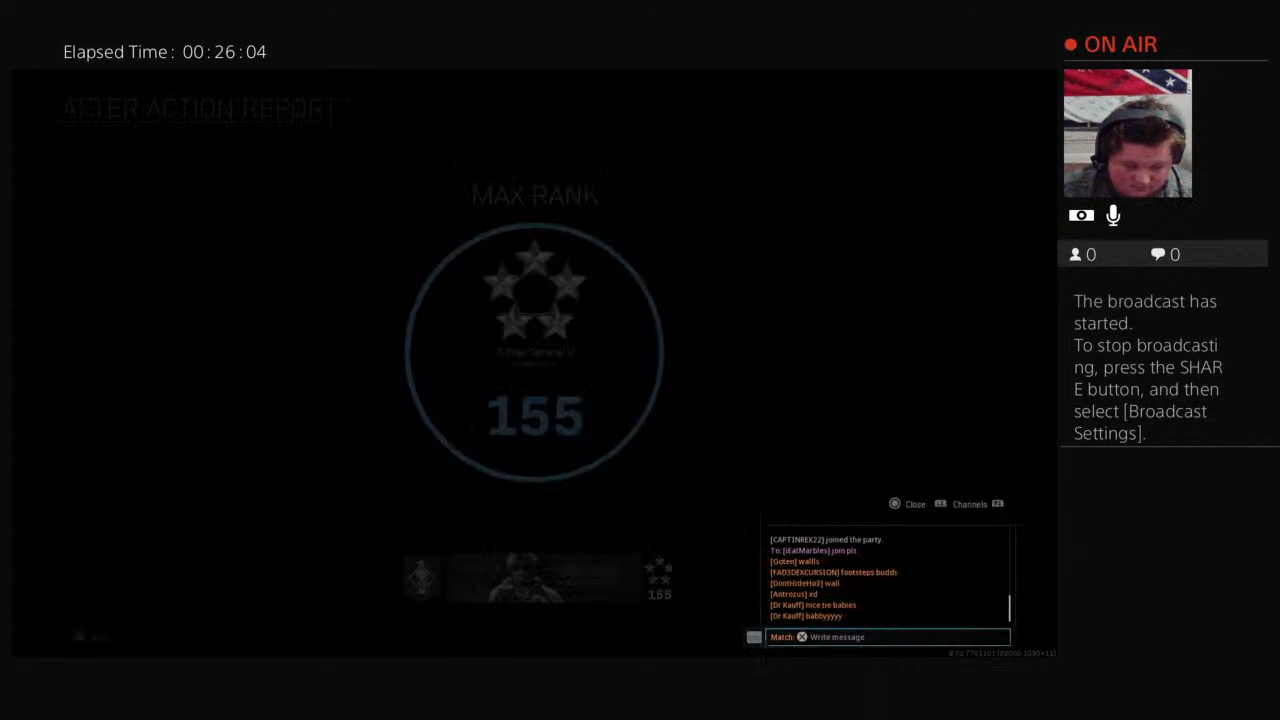 Elapsed Time: 00:26:04
ON AIR
AFTER ACTION REPORT
MAX RANK
155
0
0
The broadcast has
started.
To stop broadcasti
ng, press the SHAR
E button, and then
select [Broadcast
Settings].
Close
Channels
[CAPTINREX22] joined the party.
To: [iEatMarbles] join pls
[Goten] wallls
[FAD3DEXCURSION] footsteps budds
[DontHideHo3] wall
[Antrozus] xd
[Dr Kauff] nice tie babies
[Dr Kauff] babbyyyyy
Match: Write message
155